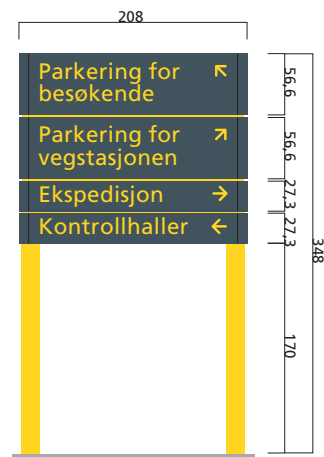 208
Parkering for
besøkende
Parkering for
vegstasjonen
Ekspedisjon
Kontrollhaller
56,6
56,6
27,3
27,3
170
348